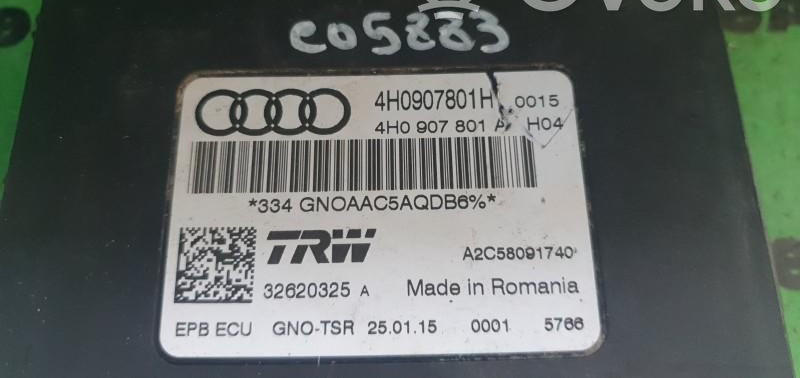 co5883
4H0907801H 0015
4H0 907 801 A H04
*334 GNOAAC5AQDB6%*
TRW
A2C58091740
32620325 A Made in Romania
EPB ECU GNO-TSR 25.01.15 0001 5766